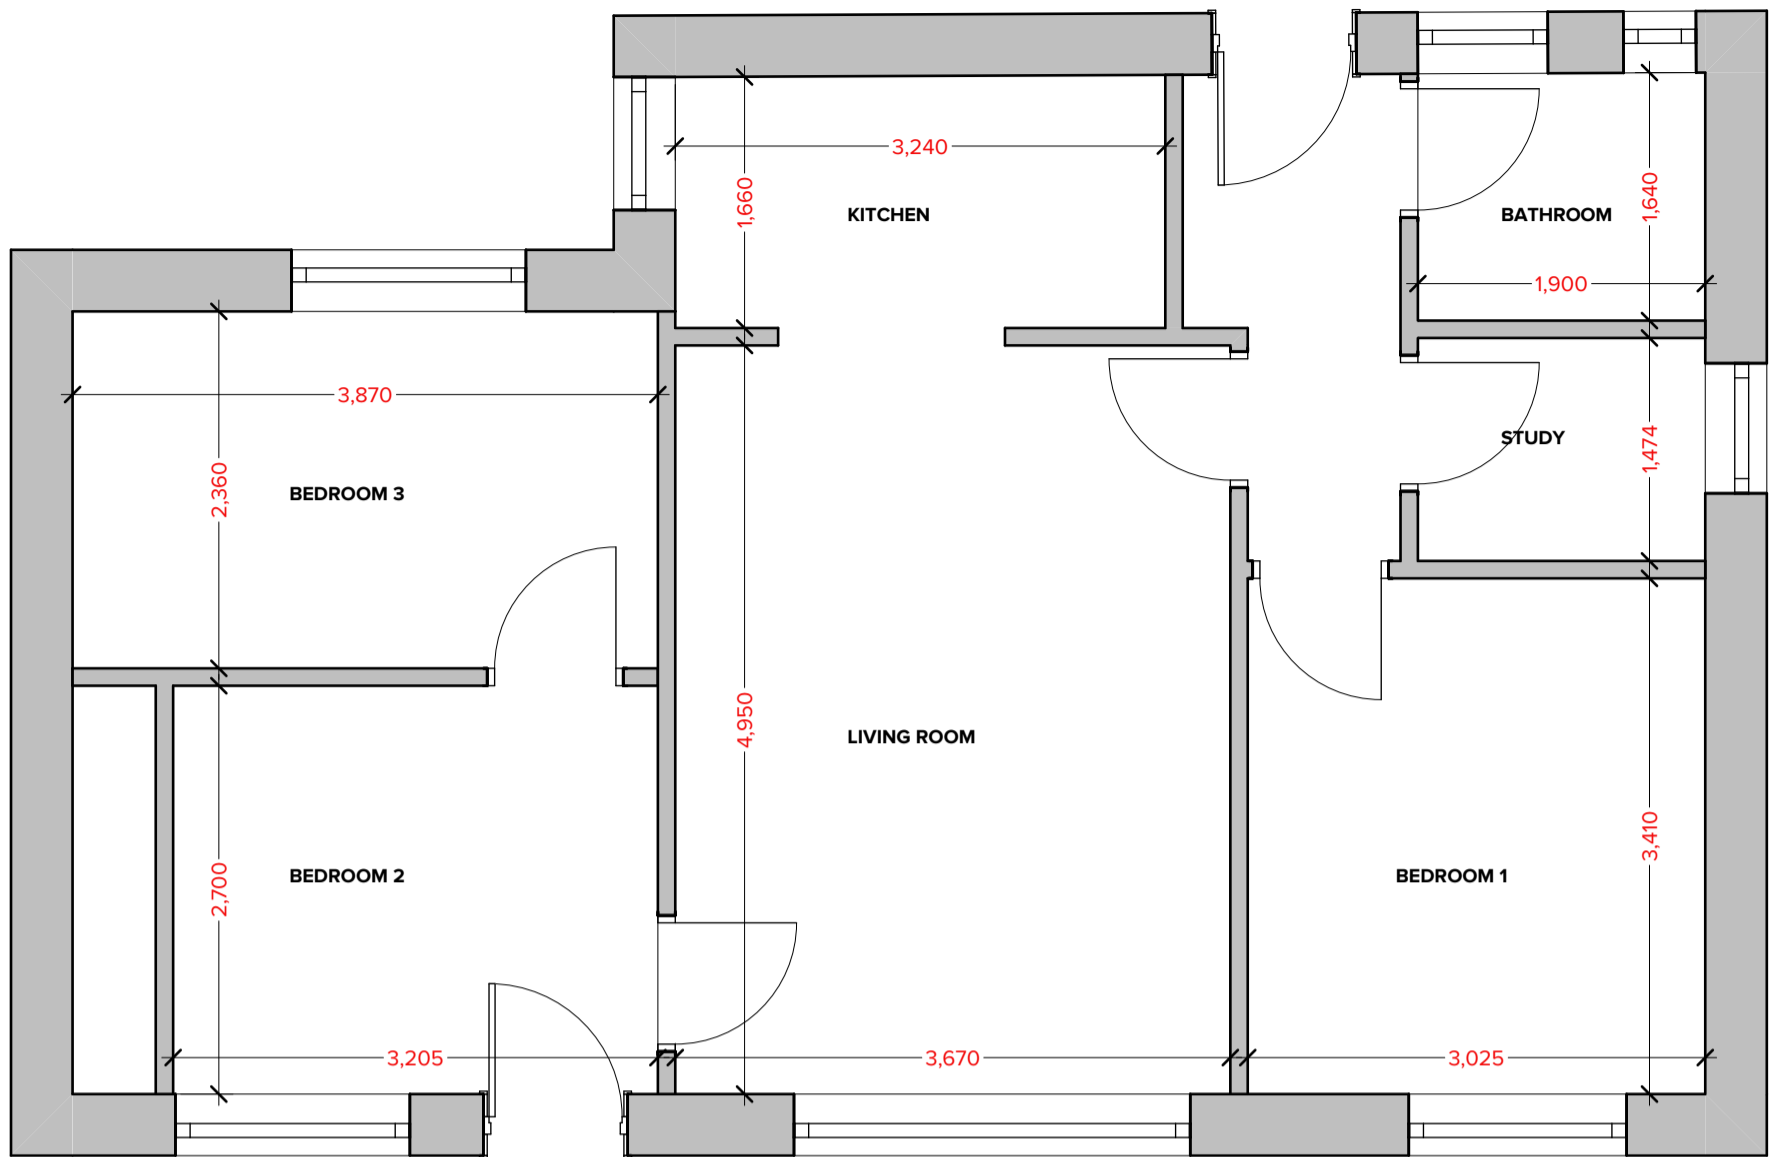 3,240
1,660
KITCHEN
1,640
BATHROOM
1,900
3,870
STUDY
1,474
2,360
BEDROOM 3
4,950
LIVING ROOM
3,410
2,700
BEDROOM 2
BEDROOM 1
3,205
3,670
3,025